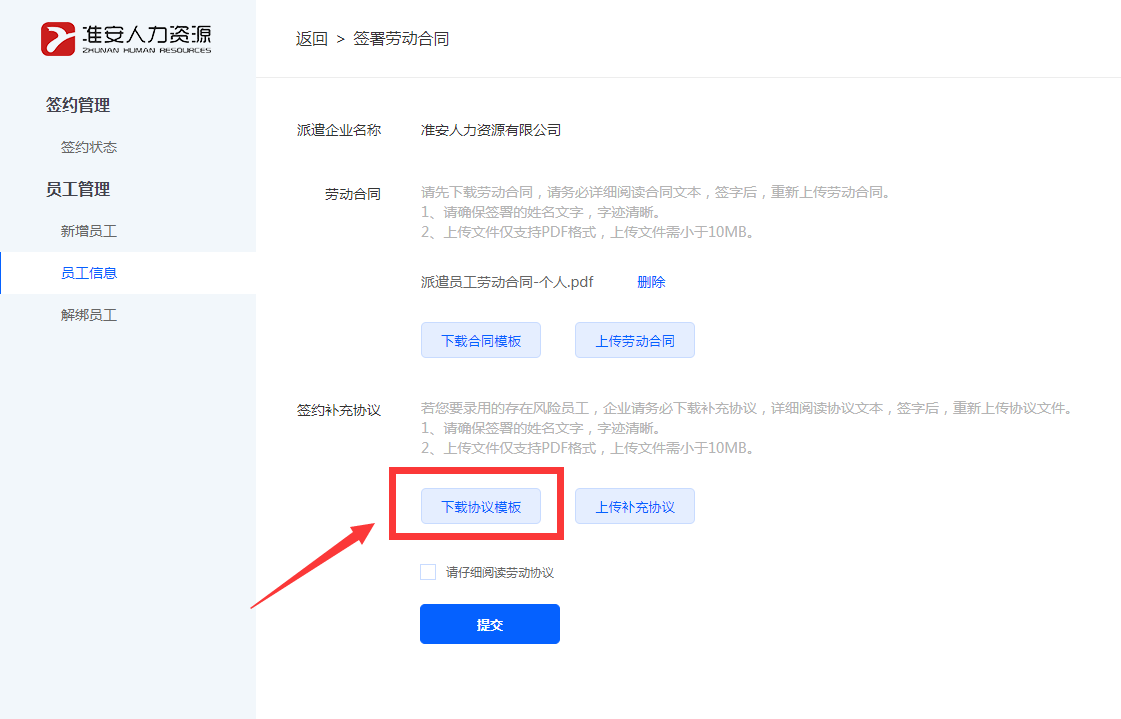 准安人力资源
ZHUNAN HUMAN RESOURCES
签约管理
签约状态
员工管理
新增员工
员工信息
解绑员工
返回 > 签署劳动合同
派遣企业名称 准安人力资源有限公司
劳动合同 请先下载劳动合同，请务必详细阅读合同文本，签字后，重新上传劳动合同。
1、请确保签署的姓名文字，字迹清晰。
2、上传文件仅支持PDF格式，上传文件需小于10MB。
派遣员工劳动合同-个人.pdf 删除
下载合同模板 上传劳动合同
签约补充协议 若您要录用的存在风险员工，企业请务必下载补充协议，详细阅读协议文本，签字后，重新上传协议文件。
1、请确保签署的姓名文字，字迹清晰。
2、上传文件仅支持PDF格式，上传文件需小于10MB。
下载协议模板 上传补充协议
请仔细阅读劳动协议
提交